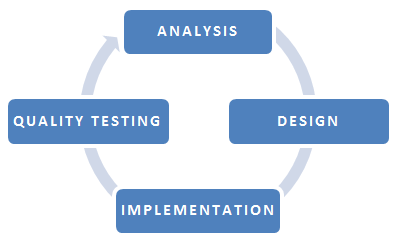 ANALYSIS
DESIGN
IMPLEMENTATION
QUALITY TESTING